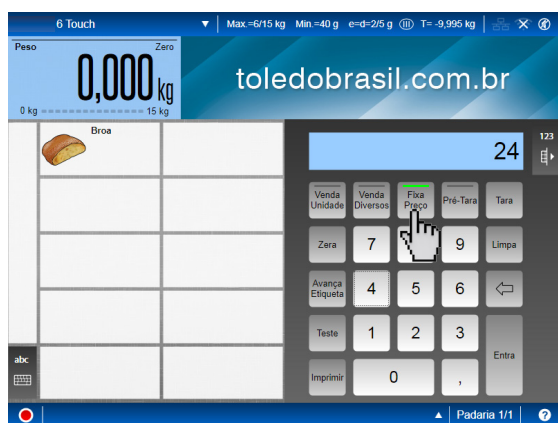 6 Touch
Max.=6/15 kg Min.=40 g e=d=2/5 g III T= -9,995 kg
Peso Zero
0,000 kg
0 kg 15 kg
toledobrasil.com.br
Broa
24
123
Venda Unidade
Venda Diversos
Fixa Preço
Pré-Tara
Tara
Zera 7 9 Limpa
Avança Etiqueta
4 5 6
Teste 1 2 3
Entra
Imprimir 0 ,
abc
Padaria 1/1 ?